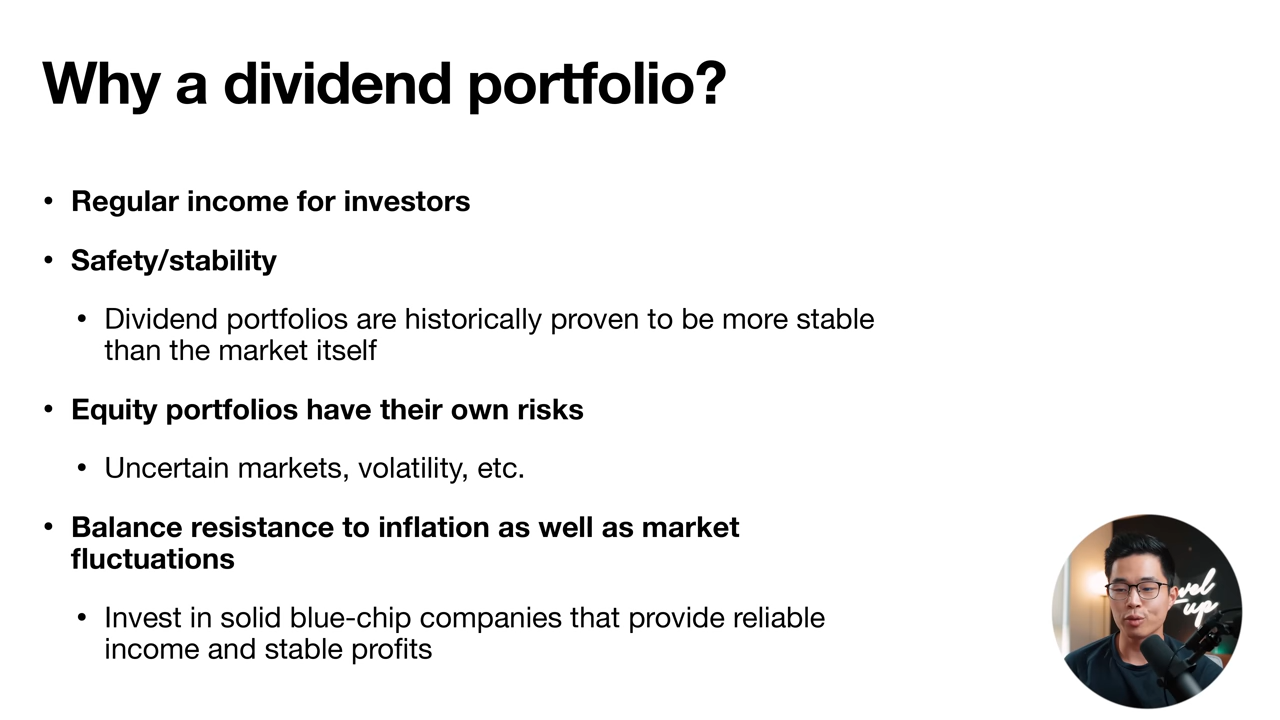 Why a dividend portfolio?
• Regular income for investors
• Safety/stability
• Dividend portfolios are historically proven to be more stable
than the market itself
• Equity portfolios have their own risks
• Uncertain markets, volatility, etc.
• Balance resistance to inflation as well as market
fluctuations
• Invest in solid blue-chip companies that provide reliable
income and stable profits
up